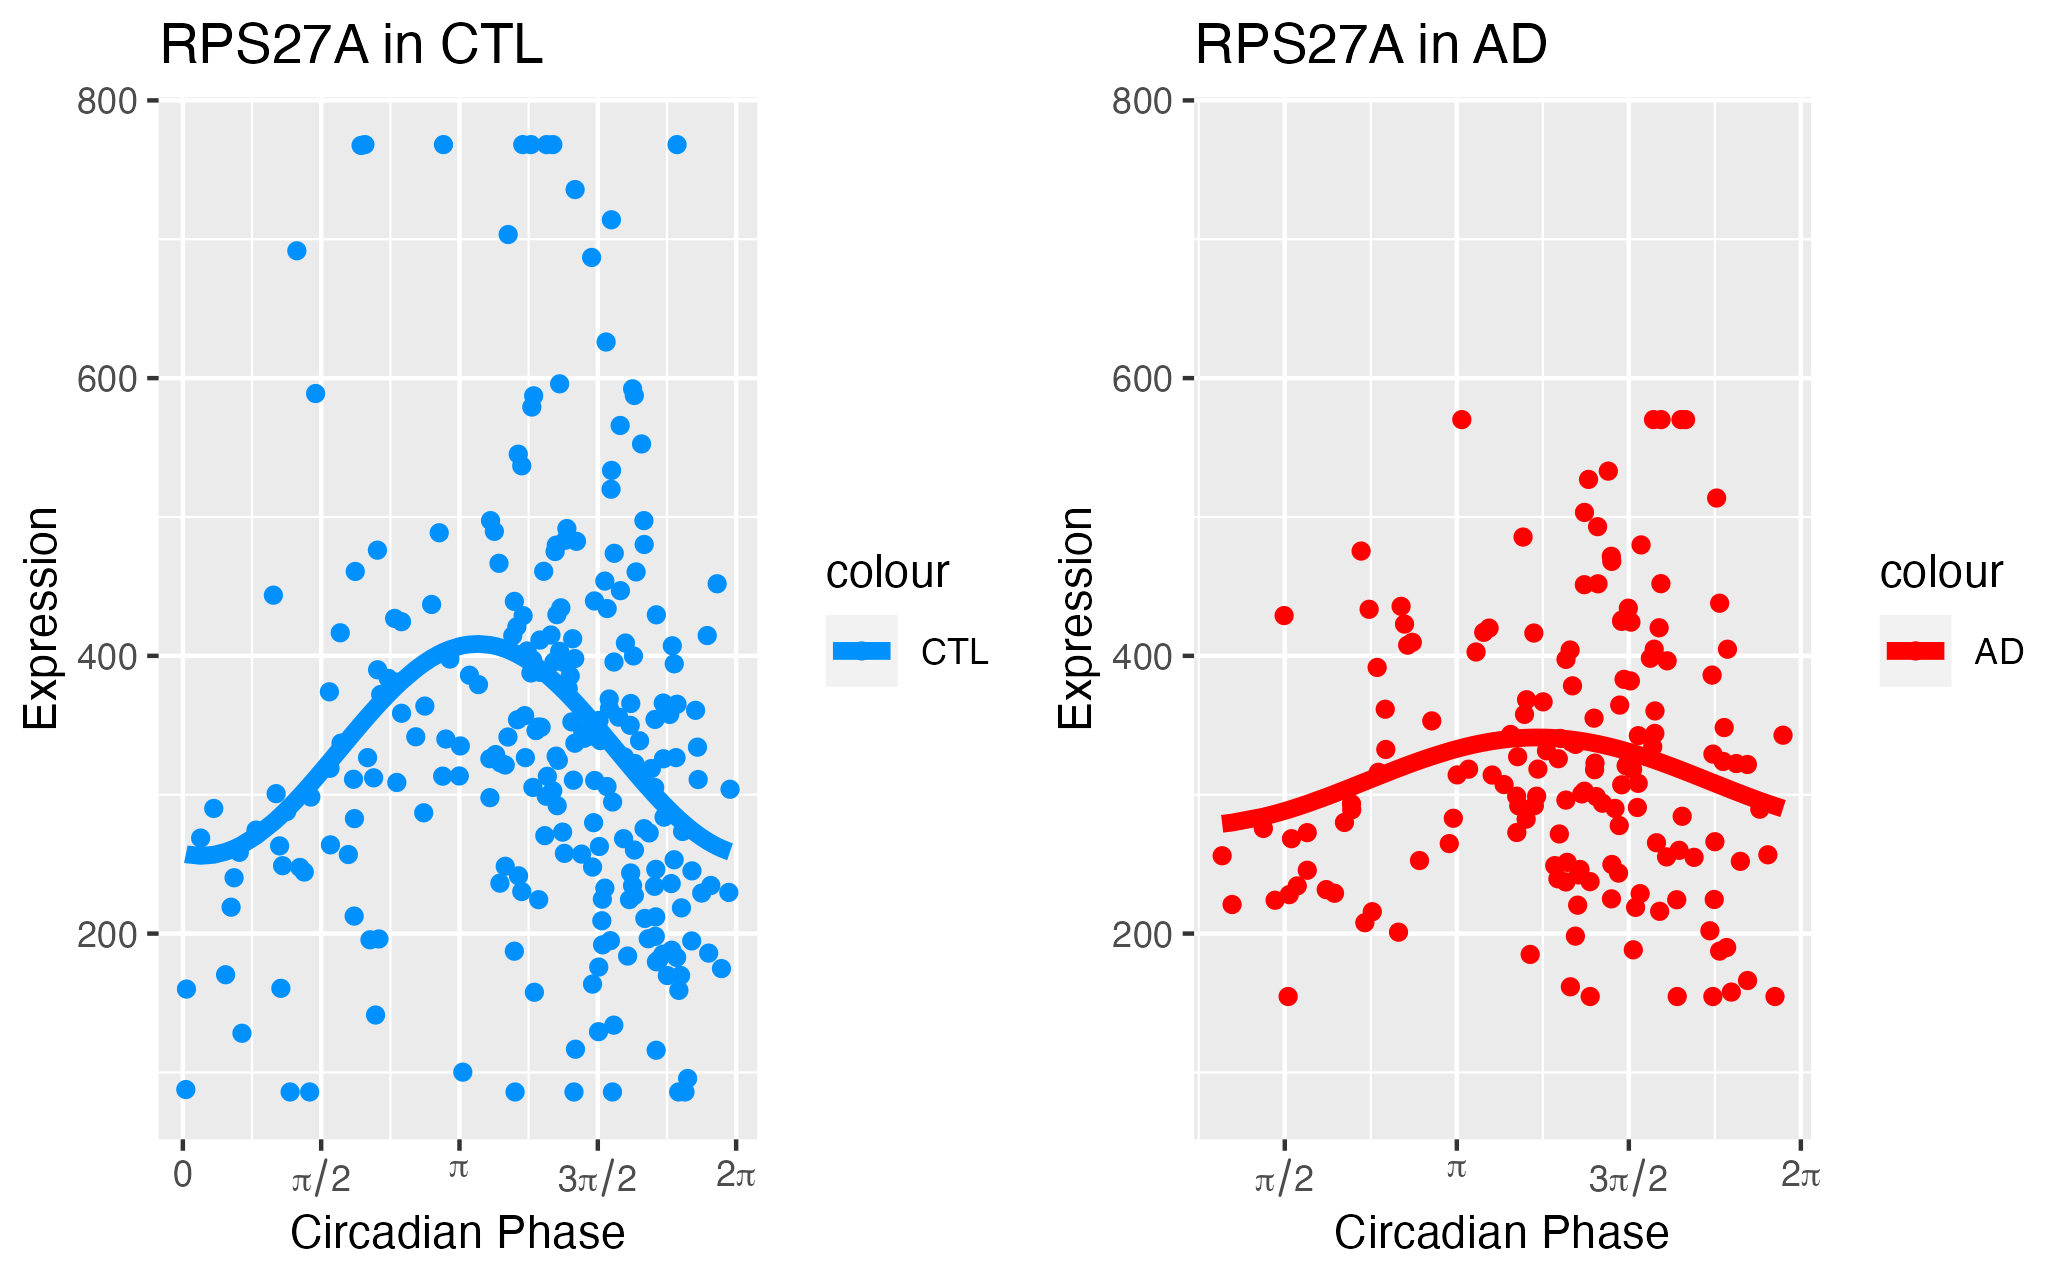 RPS27A in CTL
800
600
400
200
Expression
0 π/2 π 3π/2 2π
Circadian Phase
colour
CTL
RPS27A in AD
800
600
400
200
Expression
π/2 π 3π/2 2π
Circadian Phase
colour
AD